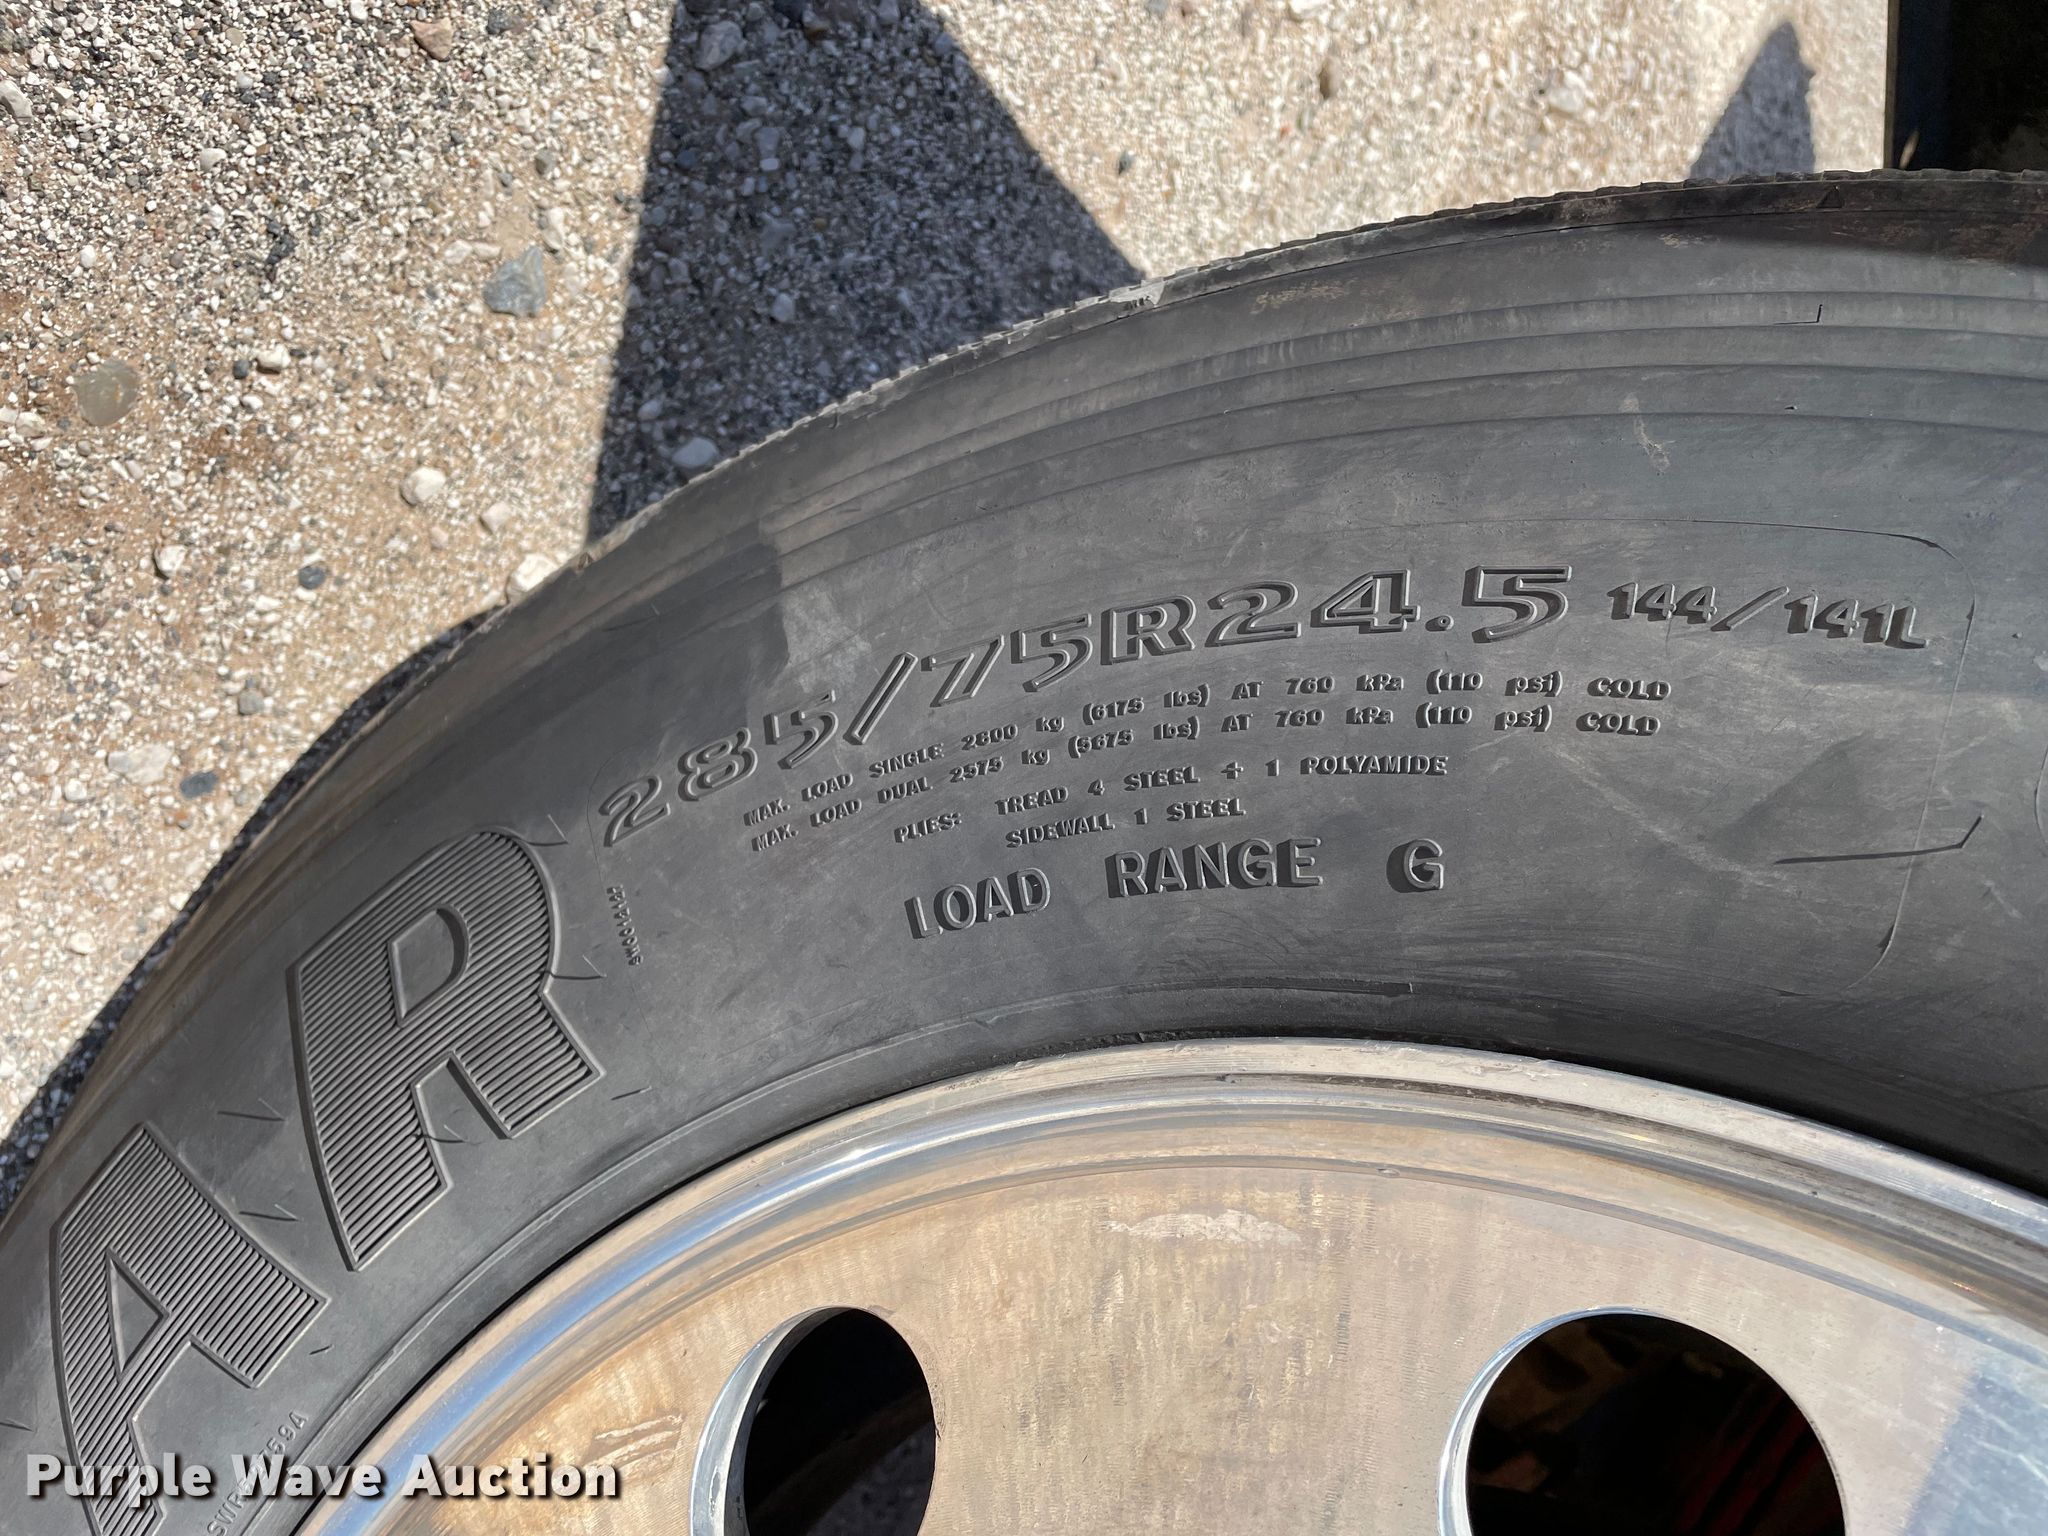 285/75R24.5 144/141L
MAX. LOAD SINGLE 2800 kg (6175 lbs) AT 760 kPa (110 psi) COLD
MAX. LOAD DUAL 2575 kg (5675 lbs) AT 760 kPa (110 psi) COLD
PLIES: TREAD 4 STEEL + 1 POLYAMIDE
SIDEWALL 1 STEEL
LOAD RANGE G
AR
Purple Wave Auction